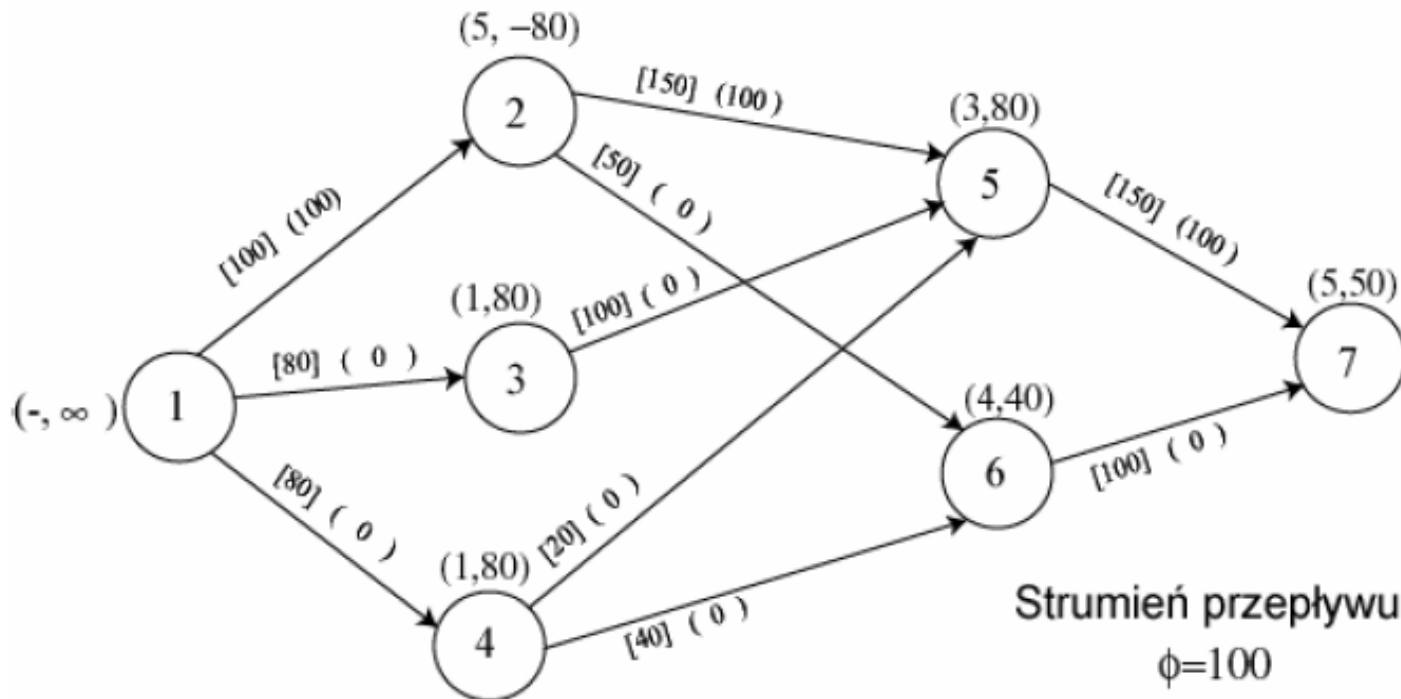 (5, −80)
2
[150] (100)
(3,80)
5
[50] ( 0 )
[150] (100)
[100] (100)
(1,80)
3
[100] ( 0 )
(5,50)
7
[80] ( 0 )
(-, ∞ )
1
(4,40)
6
[80] ( 0 )
[20] ( 0 )
[100] ( 0 )
(1,80)
4
[40] ( 0 )
Strumień przepływu
ϕ=100